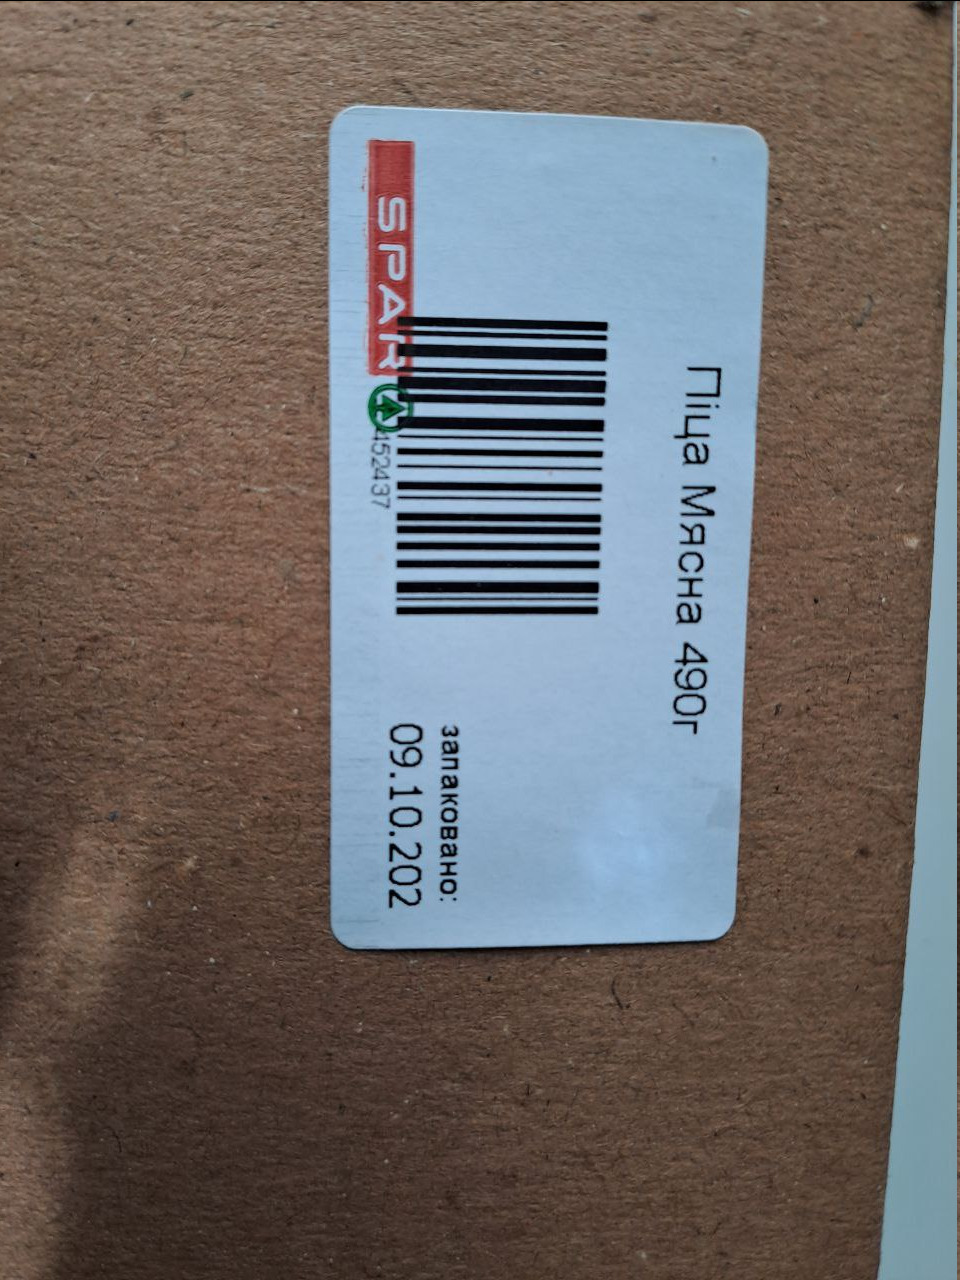 Піца Мясна 490г
SPAR
452437
запаковано:
09.10.202